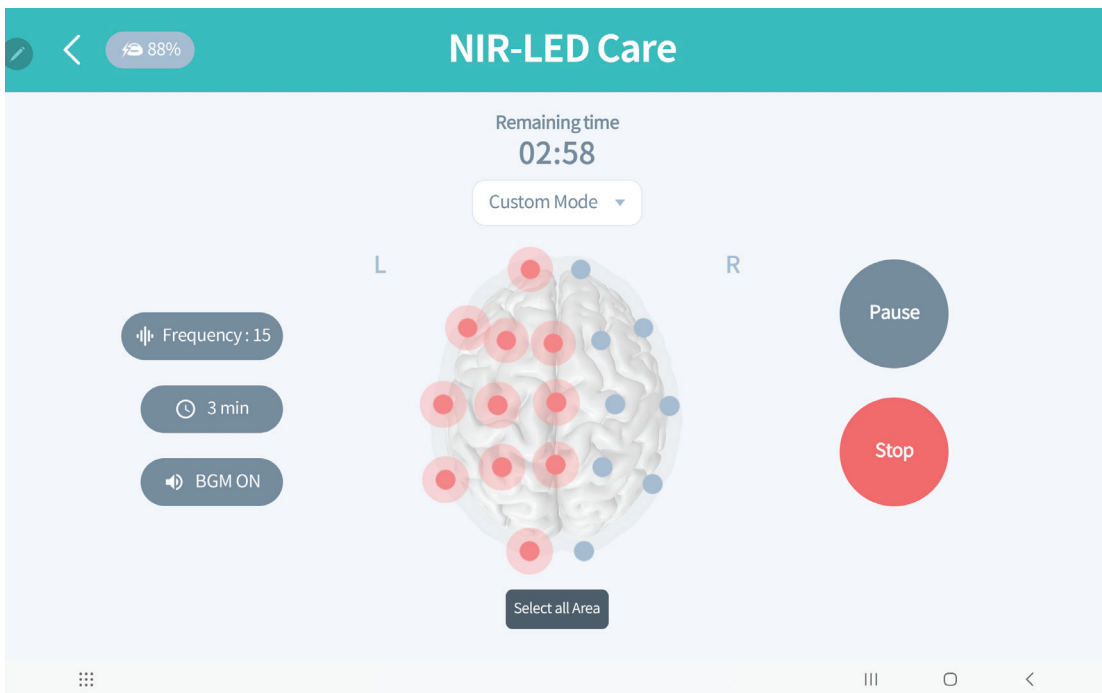 88%
NIR-LED Care
Remaining time
02:58
Custom Mode
L
R
Frequency : 15
3 min
BGM ON
Pause
Stop
Select all Area